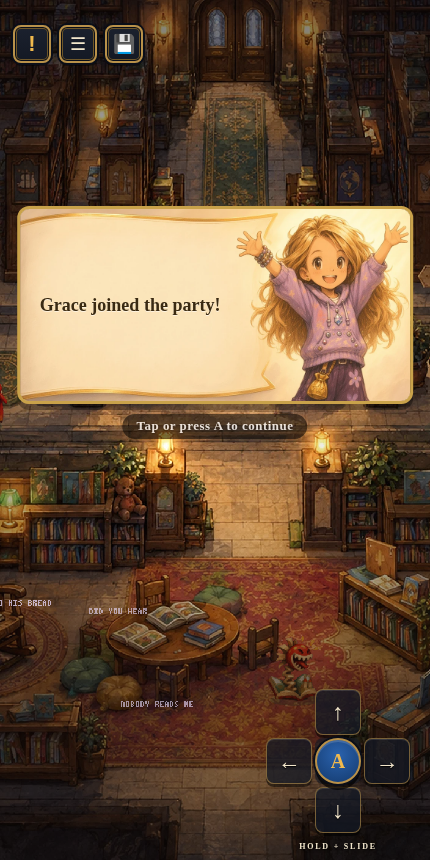 !
Grace joined the party!
Tap or press A to continue
HIS BREAD
DID YOU HEAR
NOBODY READS ME
↑
← A →
↓
HOLD + SLIDE